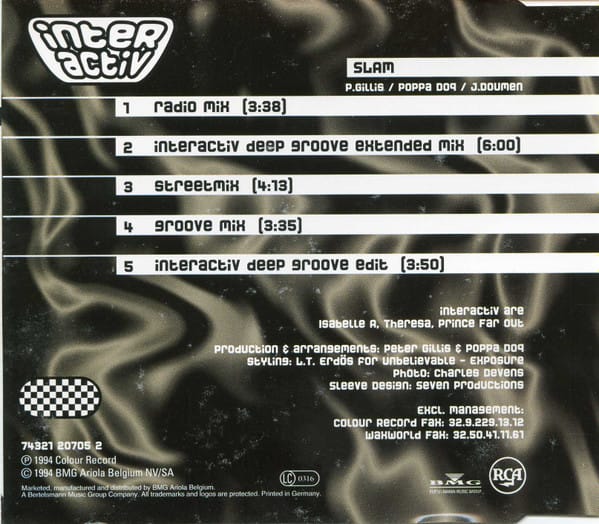 inter
activ
SLAM
P.Gillis / Poppa Doq / J.Doumen
1 radio mix (3:38)
2 interactiv deep groove extended mix (6:00)
3 streetmix (4:13)
4 groove mix (3:35)
5 interactiv deep groove edit (3:50)
interactiv are
Isabelle A, Theresa, Prince Far Out
Production & arrangements: Peter Gillis & Poppa Doq
Styling: L.T. Erdös for Unbelievable - Exposure
Photo: Charles Devens
Sleeve Design: Seven Productions
Excl. Management:
Colour Record Fax: 32.9.229.13.12
Waxworld Fax: 32.50.41.11.61
74321 20705 2
℗ 1994 Colour Record
© 1994 BMG Ariola Belgium NV/SA
Marketed, manufactured and distributed by BMG Ariola Belgium.
A Bertelsmann Music Group Company. All trademarks and logos are protected. Printed in Germany.
LC 0316
BMG
BERTELSMANN MUSIC GROUP
RCA